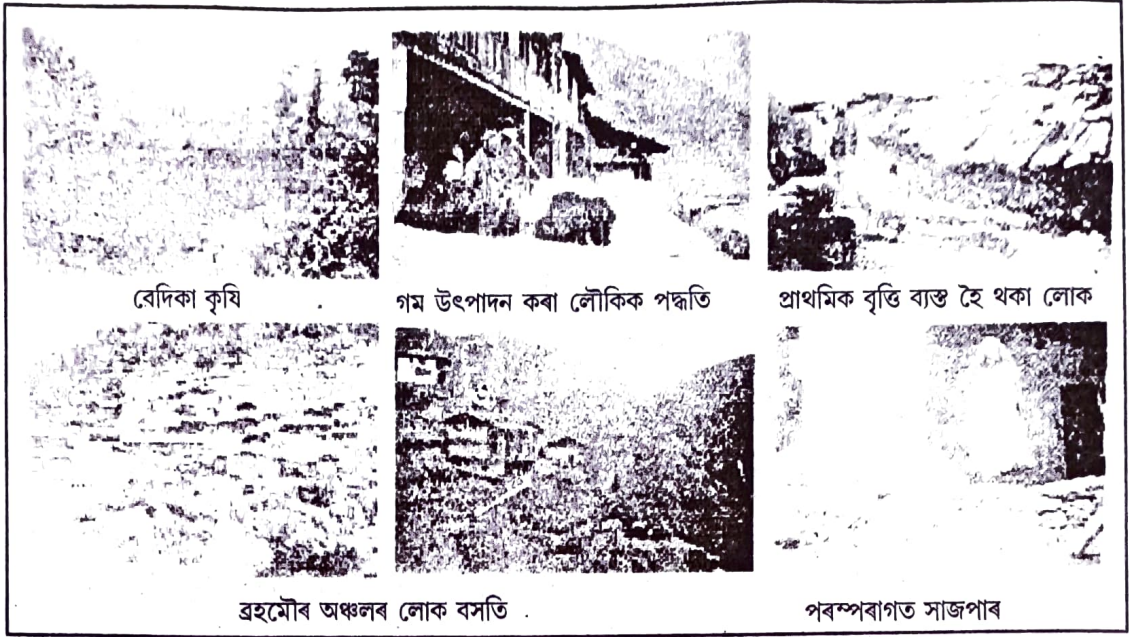 বেদিকা কৃষি
গম উৎপাদন কৰা লৌকিক পদ্ধতি
প্ৰাথমিক বৃত্তি ব্যস্ত হৈ থকা লোক
ব্ৰহমৌৰ অঞ্চলৰ লোক বসতি
পৰম্পৰাগত সাজপাৰ